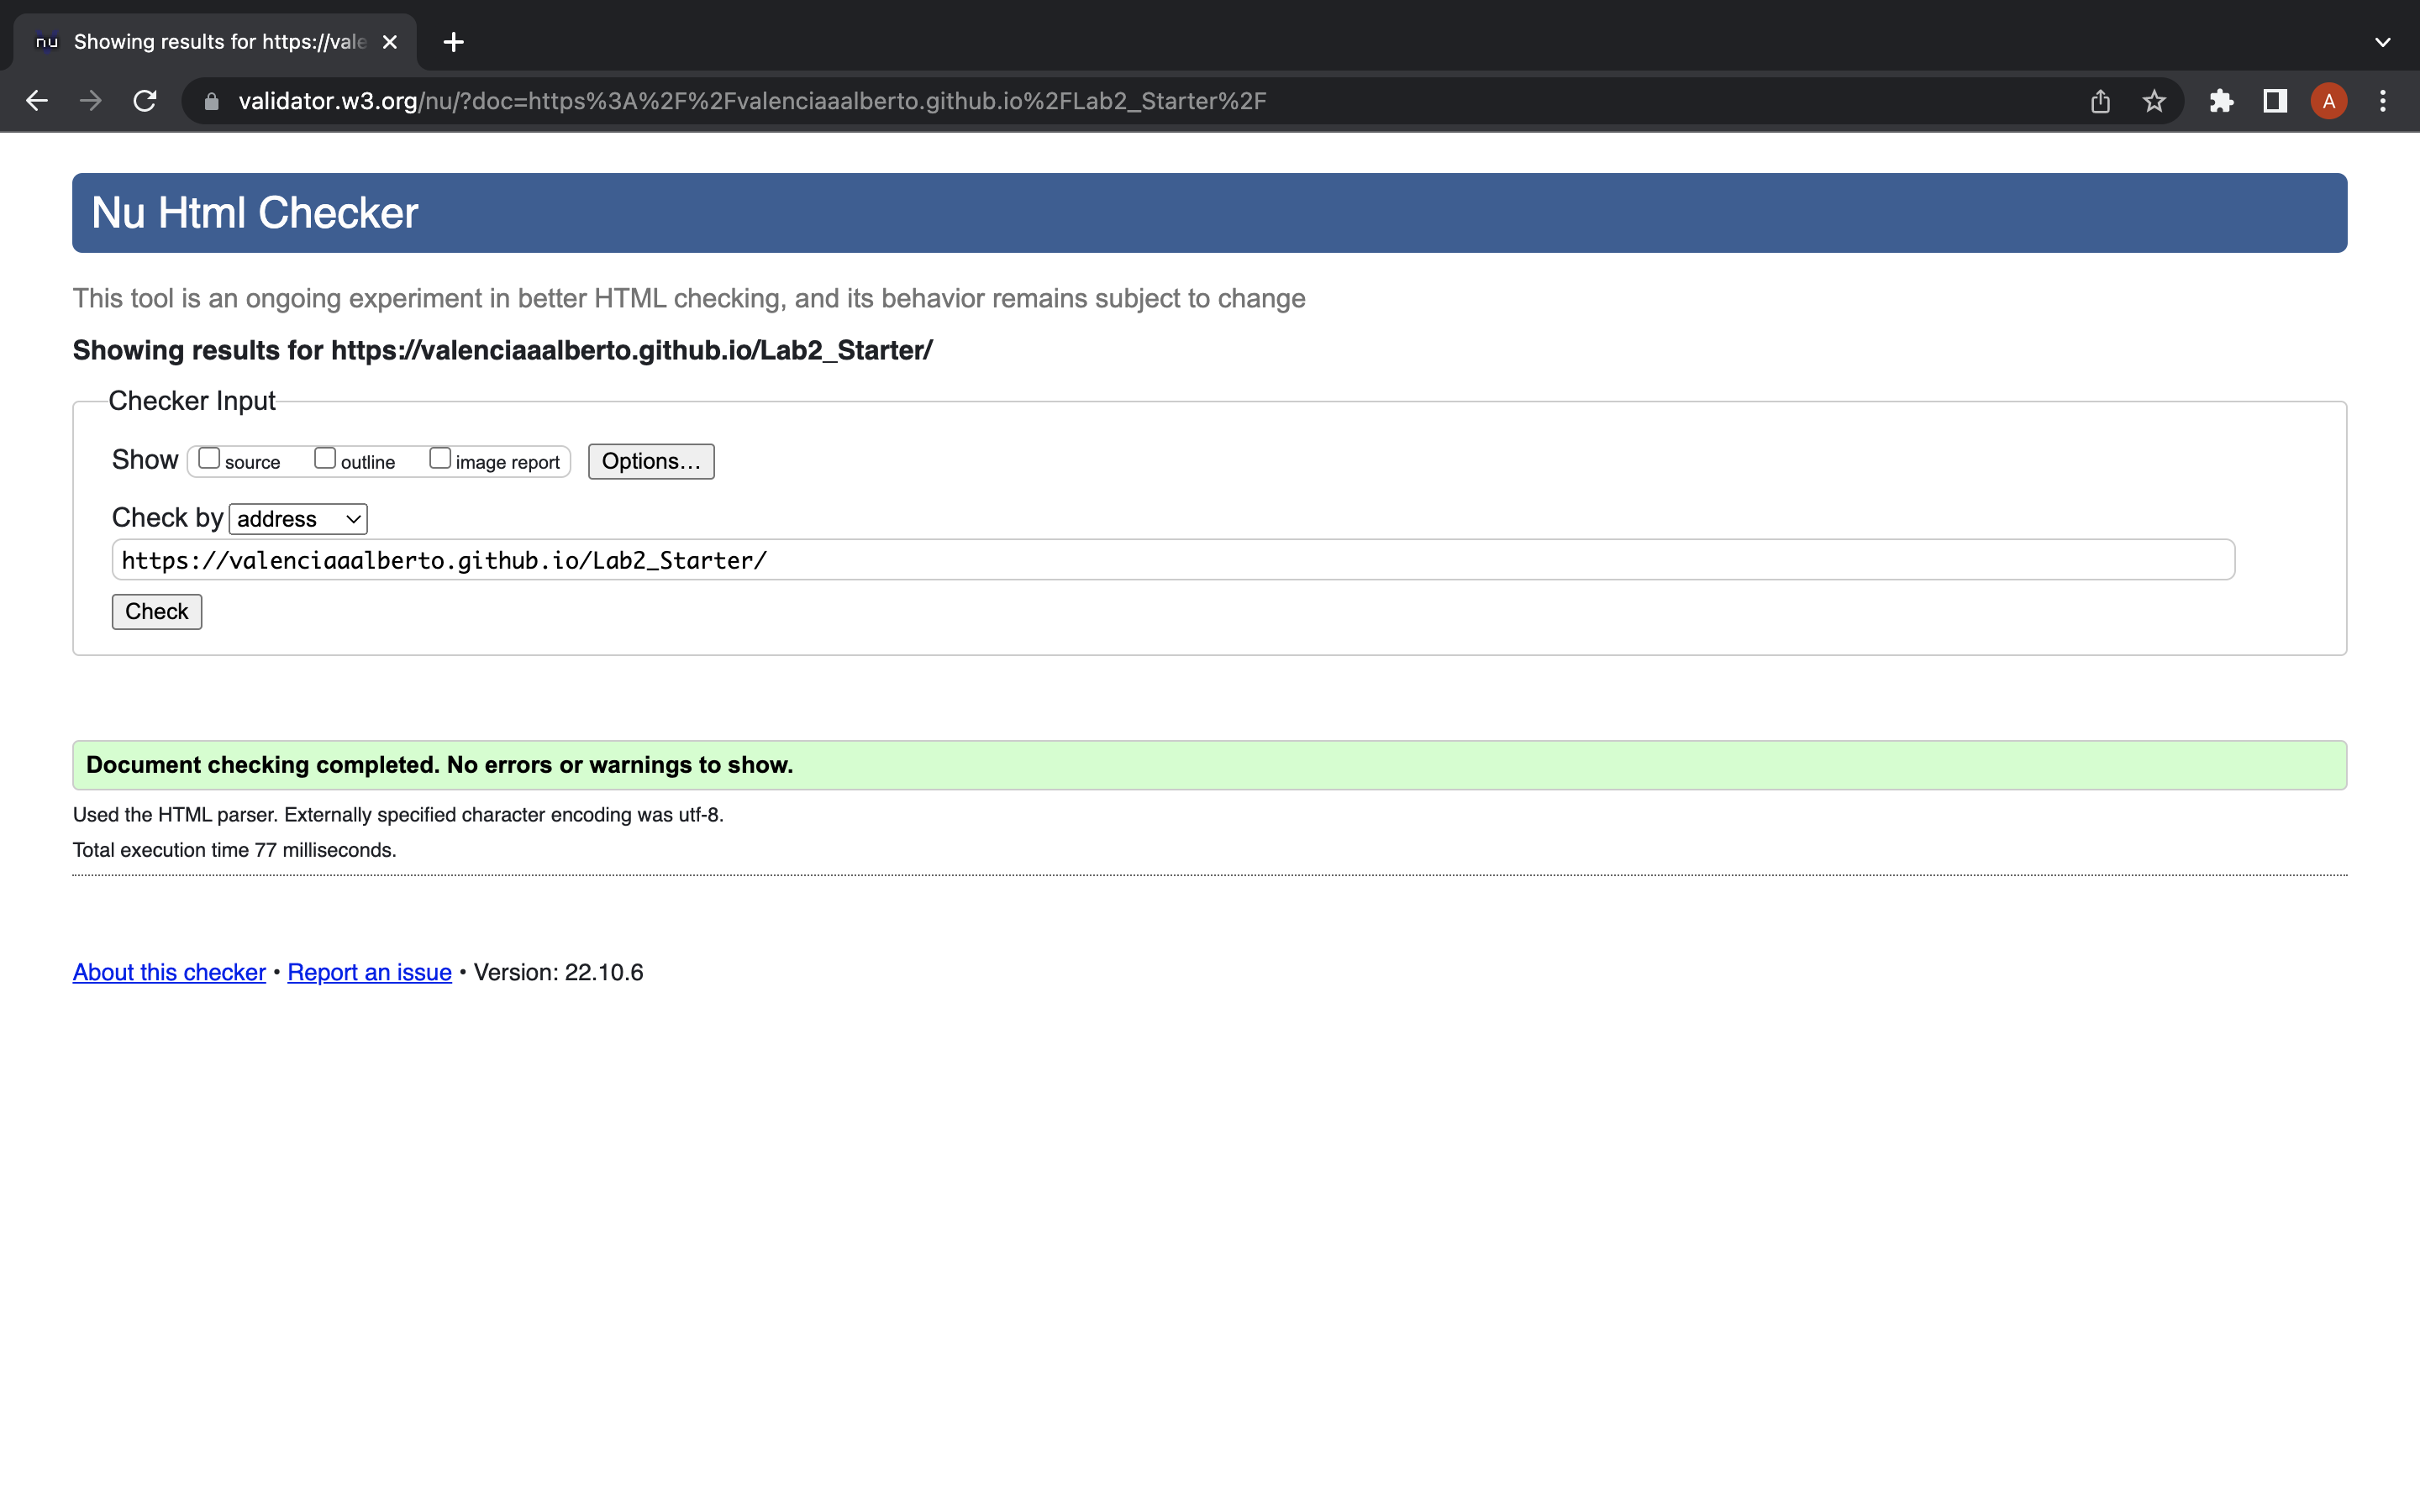 nu Showing results for https://vale
validator.w3.org/nu/?doc=https%3A%2F%2Fvalenciaaalberto.github.io%2FLab2_Starter%2F A
Nu Html Checker
This tool is an ongoing experiment in better HTML checking, and its behavior remains subject to change
Showing results for https://valenciaaalberto.github.io/Lab2_Starter/
Checker Input
Show source outline image report Options...
Check by address
https://valenciaaalberto.github.io/Lab2_Starter/
Check
Document checking completed. No errors or warnings to show.
Used the HTML parser. Externally specified character encoding was utf-8.
Total execution time 77 milliseconds.
About this checker • Report an issue • Version: 22.10.6